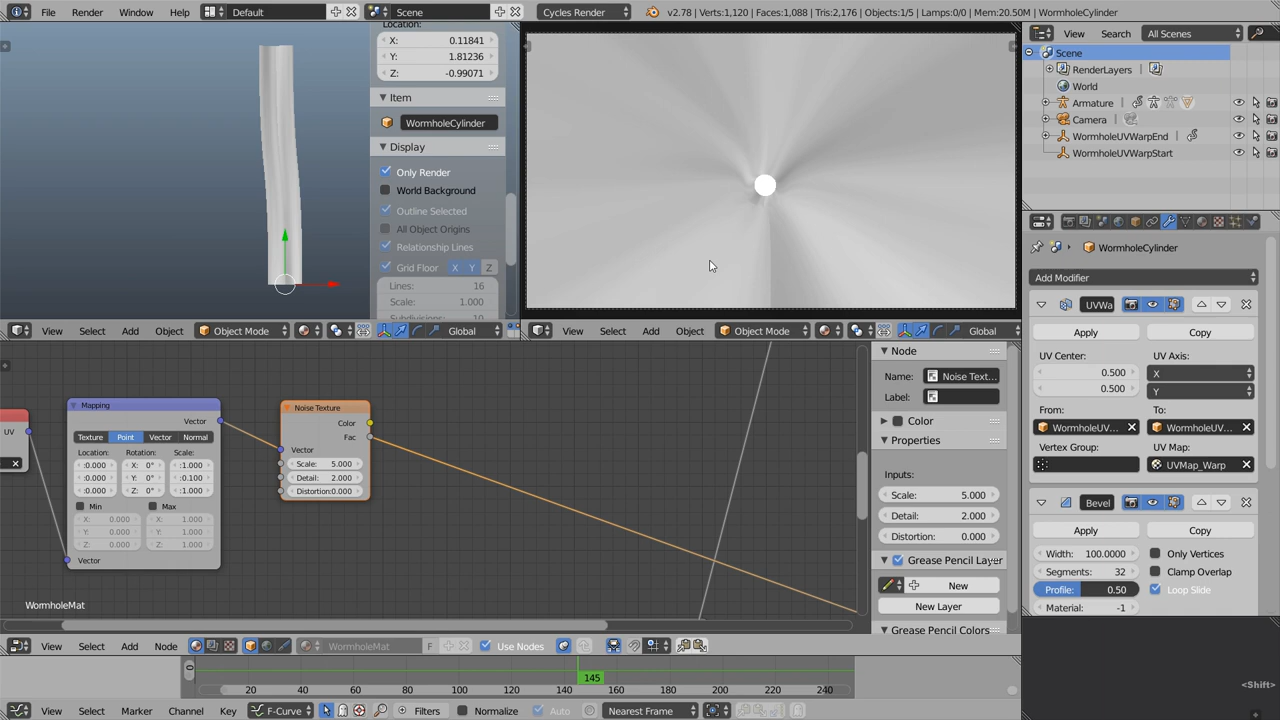 File Render Window Help Default Scene Cycles Render v2.78 | Verts:1,120 | Faces:1,088 | Tris:2,176 | Objects:1/5 | Lamps:0/0 | Mem:20.50M | WormholeCylinder
Location:
X: 0.11841
Y: 1.81236
Z: -0.99071
Item
WormholeCylinder
Display
Only Render
World Background
Outline Selected
All Object Origins
Relationship Lines
Grid Floor X Y Z
Lines: 16
Scale: 1.000
Subdivisions: 10
View Select Add Object Object Mode Global
View Select Add Object Object Mode Global
View Search All Scenes
Scene
RenderLayers
World
Armature
Camera
WormholeUVWarpEnd
WormholeUVWarpStart
WormholeCylinder
Add Modifier
UVWa
Apply Copy
UV Center: UV Axis:
0.500 X
0.500 Y
From: To:
WormholeUV... WormholeUV...
Vertex Group: UV Map:
UVMap_Warp
Bevel
Apply Copy
Width: 100.0000 Only Vertices
Segments: 32 Clamp Overlap
Profile: 0.50 Loop Slide
Material: -1
UV
Mapping
Vector
Texture Point Vector Normal
Location: Rotation: Scale:
:0.000 X: 0° :1.000
:0.000 Y: 0° :0.100
:0.000 Z: 0° :1.000
Min Max
X: 0.000 X: 1.000
Y: 0.000 Y: 1.000
Z: 0.000 Z: 1.000
Vector
Noise Texture
Color
Fac
Vector
Scale: 5.000
Detail: 2.000
Distortion:0.000
WormholeMat
Node
Name: Noise Text...
Label:
Color
Properties
Inputs:
Scale: 5.000
Detail: 2.000
Distortion: 0.000
Grease Pencil Layer
New
New Layer
Grease Pencil Colors
View Select Add Node WormholeMat F Use Nodes
0
145
20 40 60 80 100 120 140 160 180 200 220 240
View Select Marker Channel Key F-Curve Filters Normalize Auto Nearest Frame
<Shift>